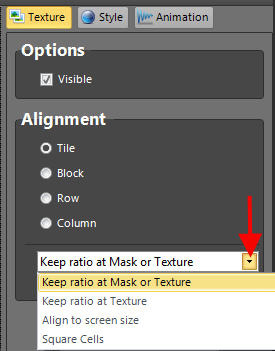 Texture Style Animation
Options
Visible
Alignment
Tile
Block
Row
Column
Keep ratio at Mask or Texture
Keep ratio at Mask or Texture
Keep ratio at Texture
Align to screen size
Square Cells